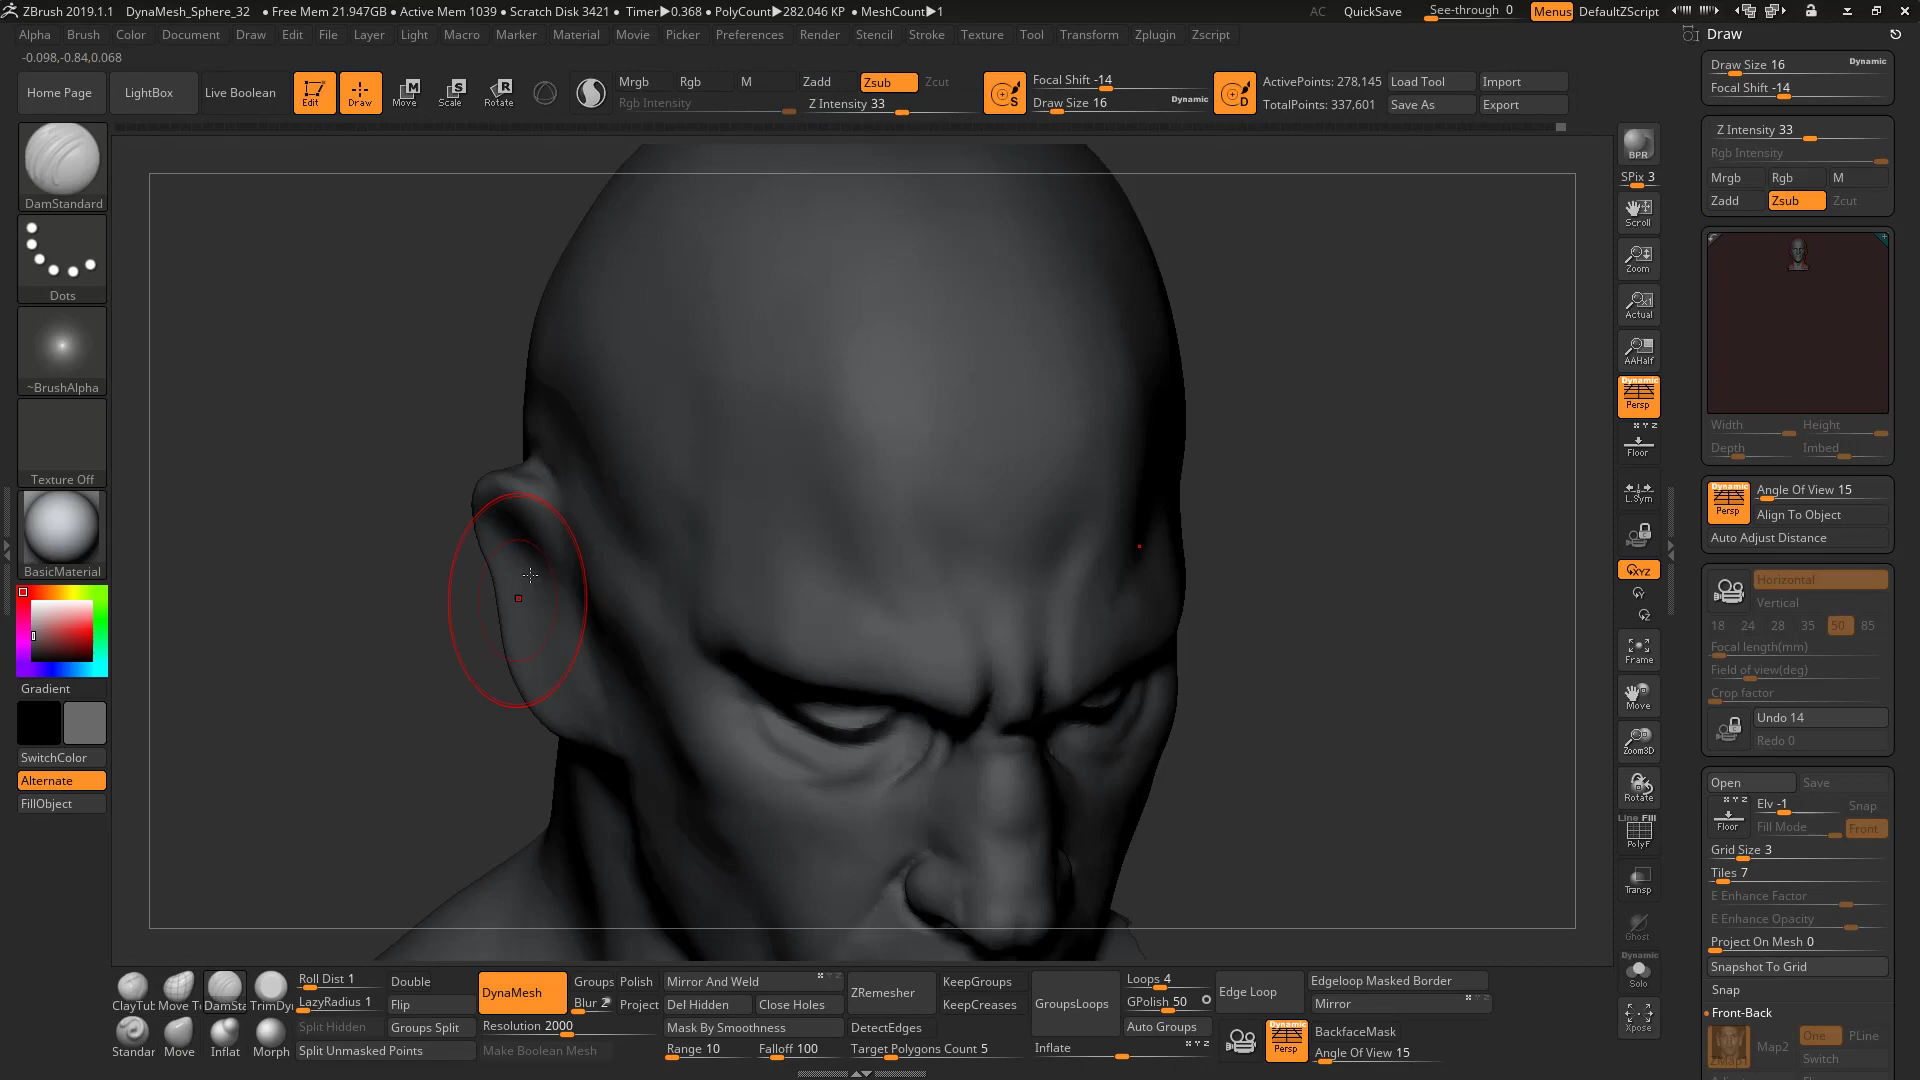 ZBrush 2019.1.1 DynaMesh_Sphere_32 • Free Mem 21.947GB • Active Mem 1039 • Scratch Disk 3421 • Timer▶0.368 • PolyCount▶282.046 KP • MeshCount▶1 AC QuickSave See-through 0 Menus DefaultZScript
Alpha Brush Color Document Draw Edit File Layer Light Macro Marker Material Movie Picker Preferences Render Stencil Stroke Texture Tool Transform Zplugin Zscript
Draw
-0.098,-0.84,0.068
Home Page LightBox Live Boolean Edit Draw Move Scale Rotate
Mrgb Rgb M Zadd Zsub Zcut
Rgb Intensity Z Intensity 33
Focal Shift -14
Draw Size 16 Dynamic
ActivePoints: 278,145 Load Tool Import
TotalPoints: 337,601 Save As Export
Draw Size 16 Dynamic
Focal Shift -14
Z Intensity 33
Rgb Intensity
Mrgb Rgb M
Zadd Zsub Zcut
Width Height
Depth Imbed
Dynamic
Persp
Angle Of View 15
Align To Object
Auto Adjust Distance
Horizontal
Vertical
18 24 28 35 50 85
Focal length(mm)
Field of view(deg)
Crop factor
Undo 14
Redo 0
Open Save
Elv -1 Snap
Floor Fill Mode Front
Grid Size 3
Tiles 7
E Enhance Factor
E Enhance Opacity
Project On Mesh 0
Snapshot To Grid
Snap
Front-Back
Map2 One PLine
Switch
DamStandard
Dots
~BrushAlpha
Texture Off
BasicMaterial
Gradient
SwitchColor
Alternate
FillObject
BPR
SPix 3
Scroll
Zoom
Actual
AAHalf
Dynamic
Persp
X Y Z
Floor
L.Sym
XYZ
Y
Z
Frame
Move
Zoom3D
Rotate
Line Fill
PolyF
Transp
Ghost
Dynamic
Solo
Xpose
ClayTub Move T DamSta TrimDy
Standar Move Inflat Morph
Roll Dist 1 Double
LazyRadius 1 Flip
Split Hidden Groups Split
Split Unmasked Points
DynaMesh Groups Polish
Blur 2 Project
Resolution 2000
Make Boolean Mesh
Mirror And Weld
Del Hidden Close Holes
Mask By Smoothness
Range 10 Falloff 100
ZRemesher KeepGroups
KeepCreases
DetectEdges
Target Polygons Count 5
GroupsLoops Loops 4
GPolish 50
Auto Groups
Inflate X Y Z
Edge Loop Edgeloop Masked Border
Mirror X Y Z
Dynamic
Persp
BackfaceMask
Angle Of View 15